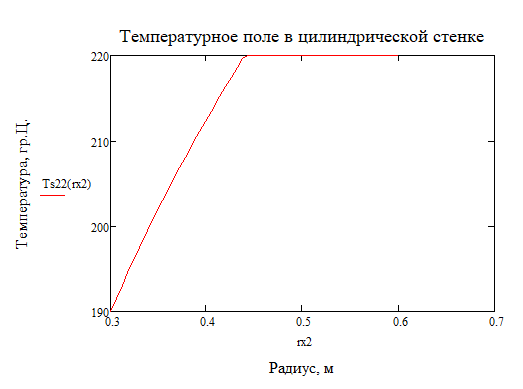 Температурное поле в цилиндрической стенке
220
210
200
190
Температура, гр.Ц.
Ts22(rx2)
0.3 0.4 0.5 0.6 0.7
rx2
Радиус, м